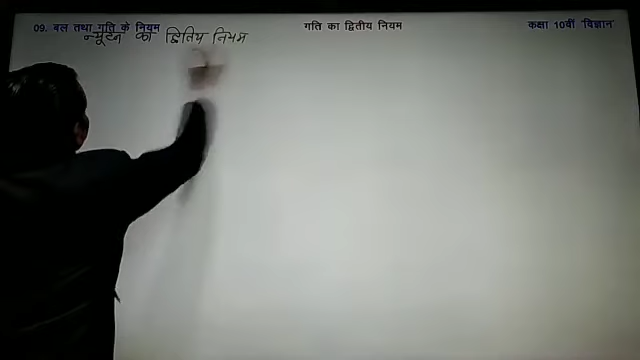 09. बल तथा गति के नियम
गति का द्वितीय नियम
कक्षा 10वीं विज्ञान
न्यूटन का द्वितिय नियम